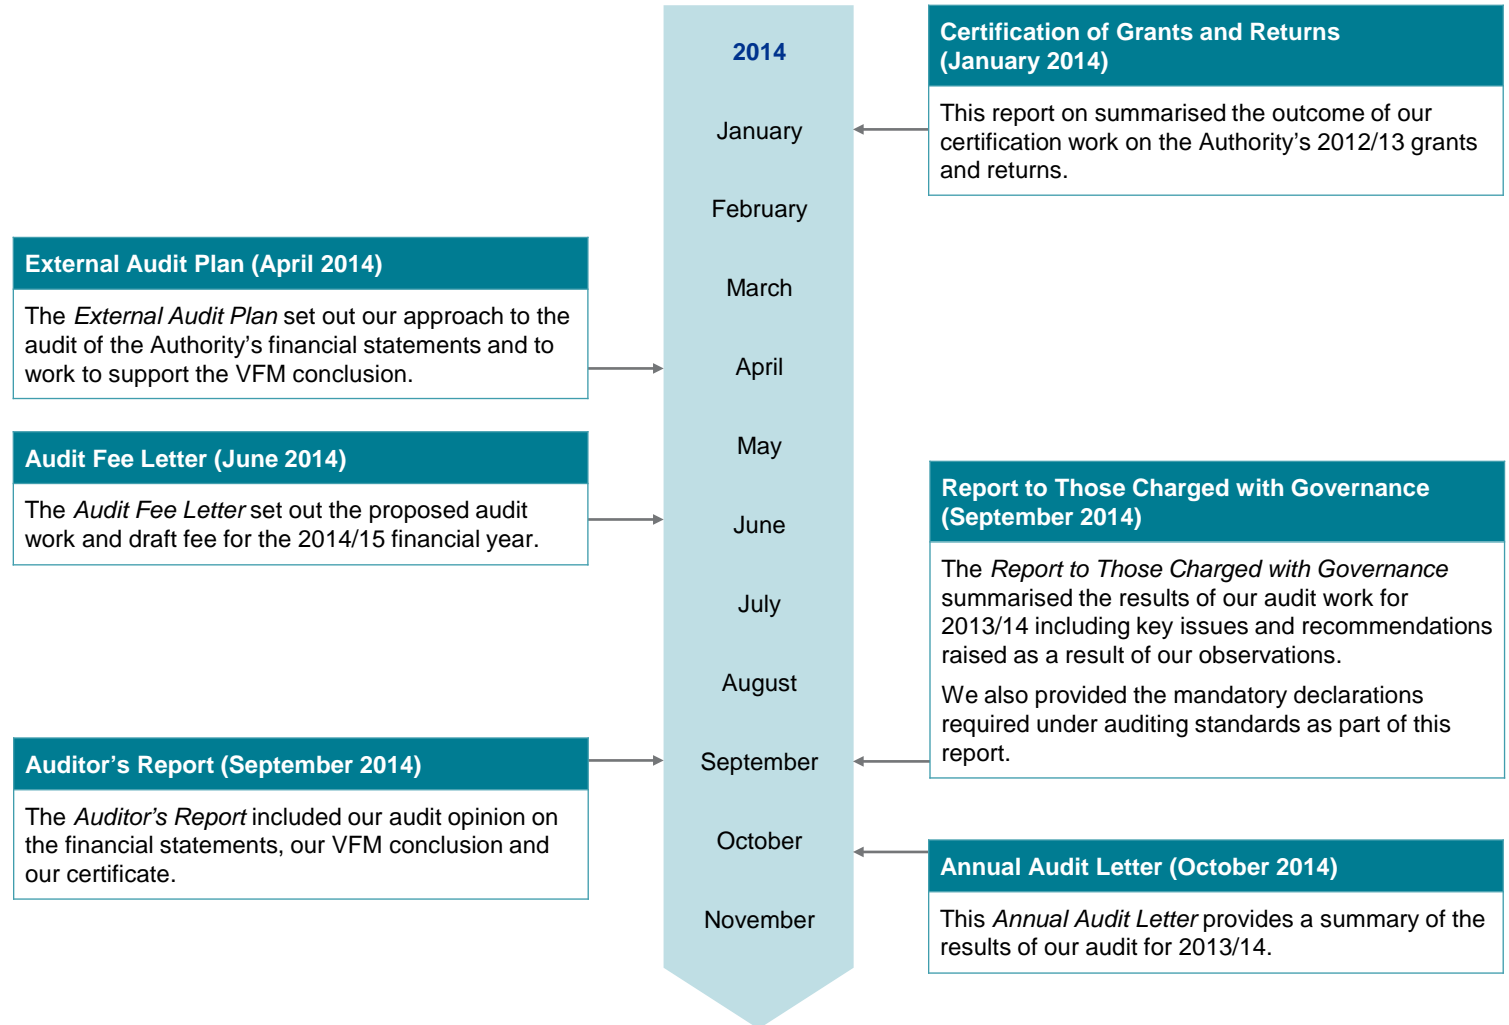 2014
January
February
March
April
May
June
July
August
September
October
November
Certification of Grants and Returns
(January 2014)
This report on summarised the outcome of our
certification work on the Authority’s 2012/13 grants
and returns.
External Audit Plan (April 2014)
The External Audit Plan set out our approach to the
audit of the Authority’s financial statements and to
work to support the VFM conclusion.
Audit Fee Letter (June 2014)
The Audit Fee Letter set out the proposed audit
work and draft fee for the 2014/15 financial year.
Report to Those Charged with Governance
(September 2014)
The Report to Those Charged with Governance
summarised the results of our audit work for
2013/14 including key issues and recommendations
raised as a result of our observations.
We also provided the mandatory declarations
required under auditing standards as part of this
report.
Auditor’s Report (September 2014)
The Auditor’s Report included our audit opinion on
the financial statements, our VFM conclusion and
our certificate.
Annual Audit Letter (October 2014)
This Annual Audit Letter provides a summary of the
results of our audit for 2013/14.